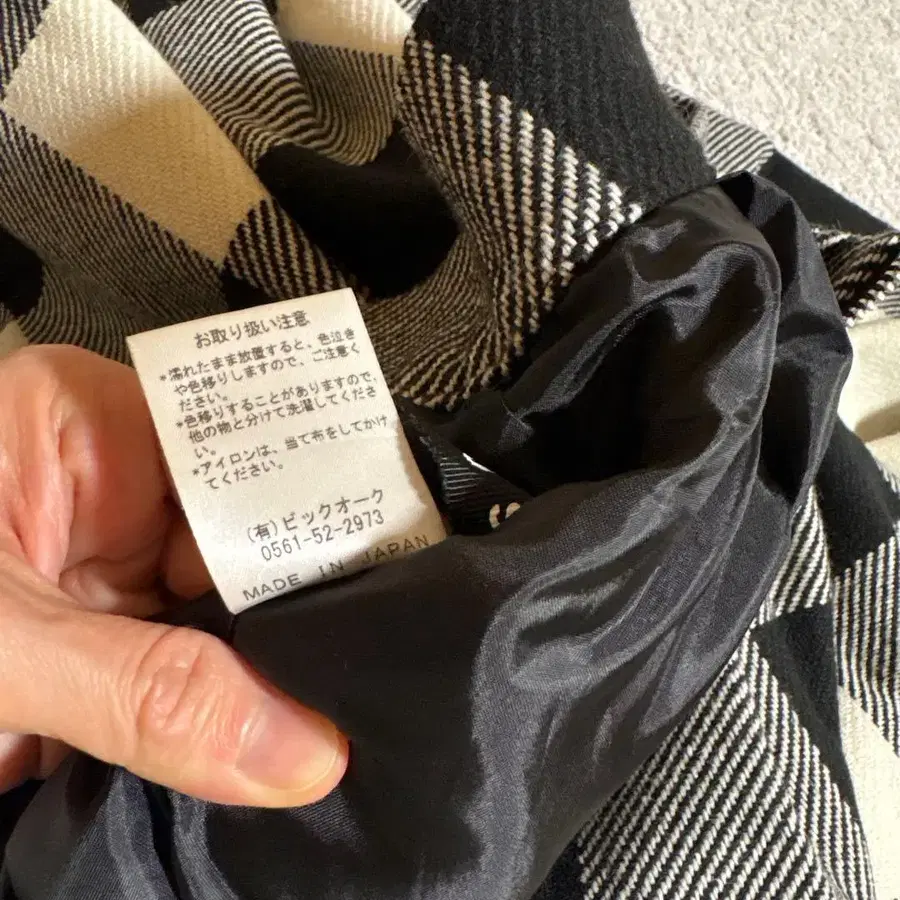 お取り扱い注意
*濡れたまま放置すると、色泣き
や色移りしますので、ご注意く
ださい。
*色移りすることがありますので、
他の物と分けて洗濯してくださ
い。
*アイロンは、当て布をしてかけ
てください。
(有)ビックオーク
0561-52-2973
MADE IN JAPAN